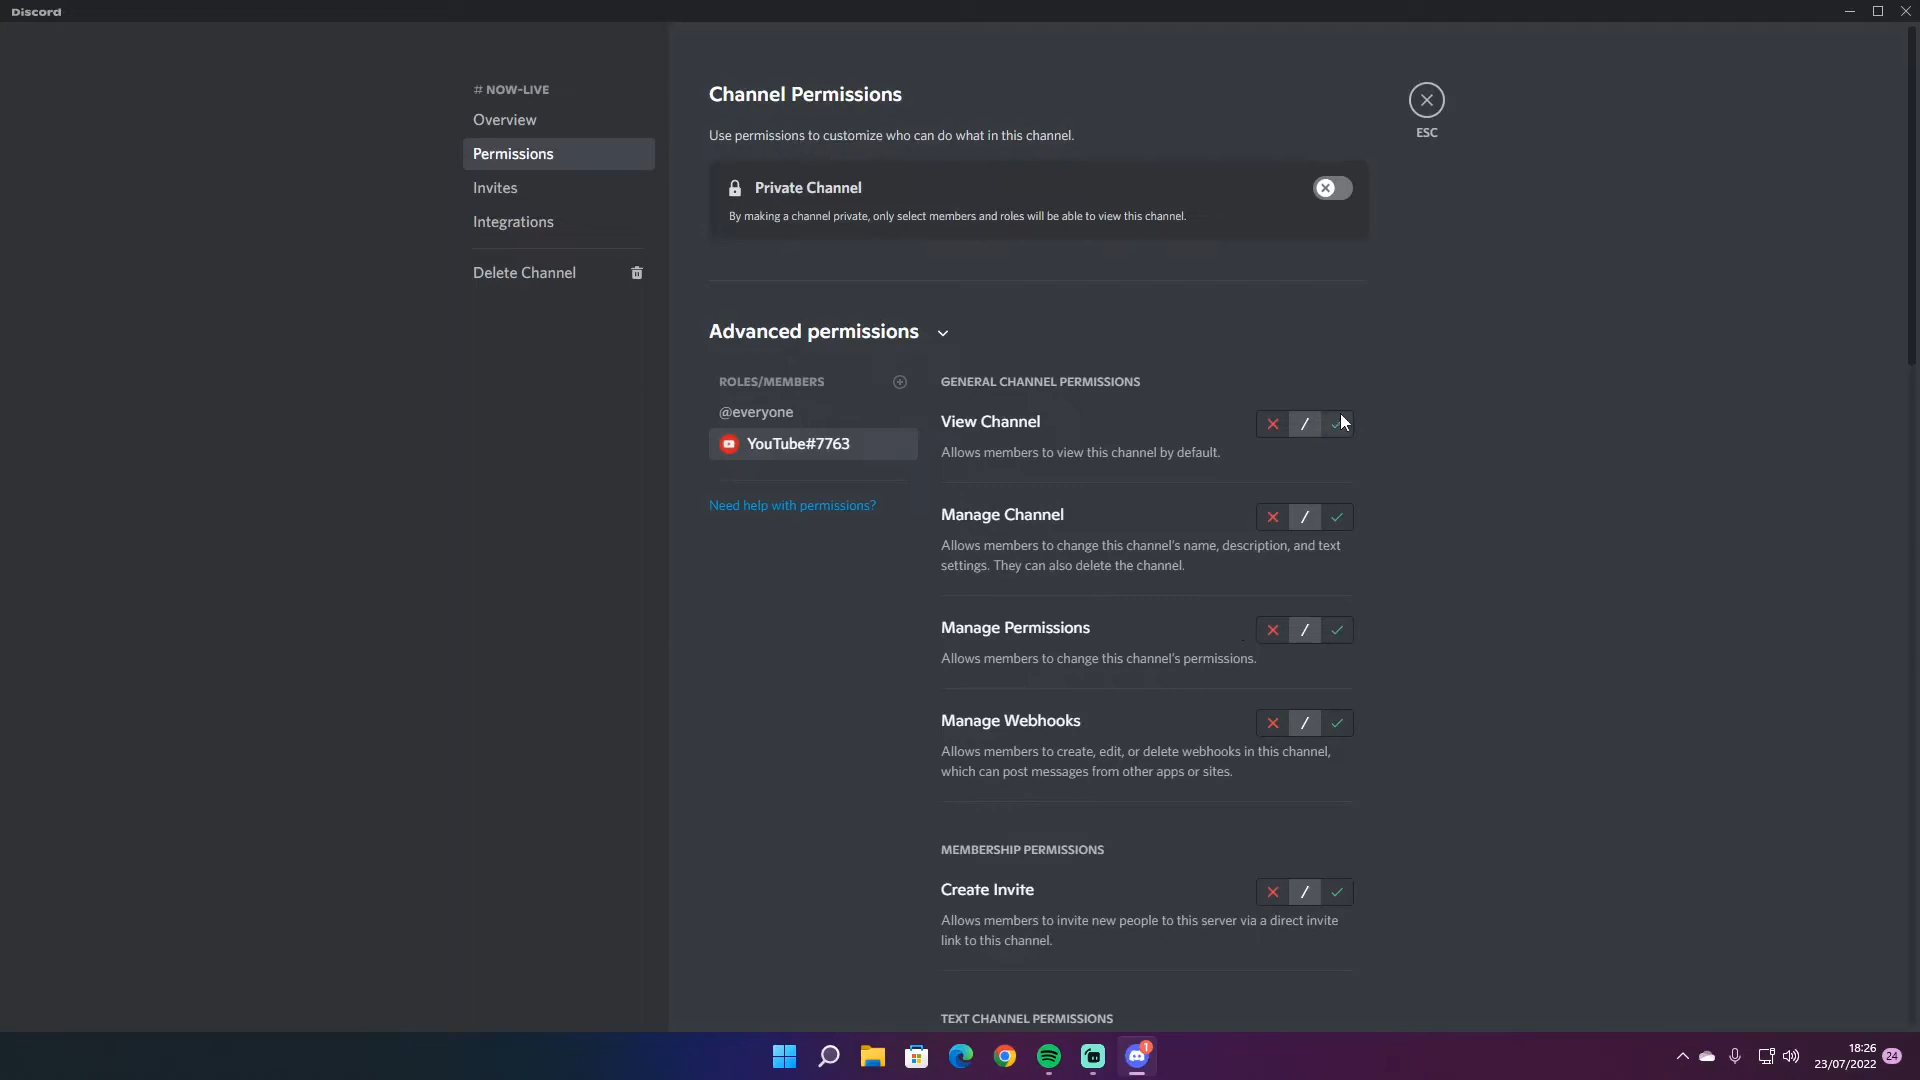 Discord
# NOW-LIVE
Overview
Permissions
Invites
Integrations
Delete Channel
Channel Permissions
Use permissions to customize who can do what in this channel.
ESC
Private Channel
By making a channel private, only select members and roles will be able to view this channel.
Advanced permissions
ROLES/MEMBERS
@everyone
YouTube#7763
Need help with permissions?
GENERAL CHANNEL PERMISSIONS
View Channel
/
Allows members to view this channel by default.
Manage Channel
/
Allows members to change this channel's name, description, and text
settings. They can also delete the channel.
Manage Permissions
/
Allows members to change this channel's permissions.
Manage Webhooks
/
Allows members to create, edit, or delete webhooks in this channel,
which can post messages from other apps or sites.
MEMBERSHIP PERMISSIONS
Create Invite
/
Allows members to invite new people to this server via a direct invite
link to this channel.
TEXT CHANNEL PERMISSIONS
1
18:26
23/07/2022
24